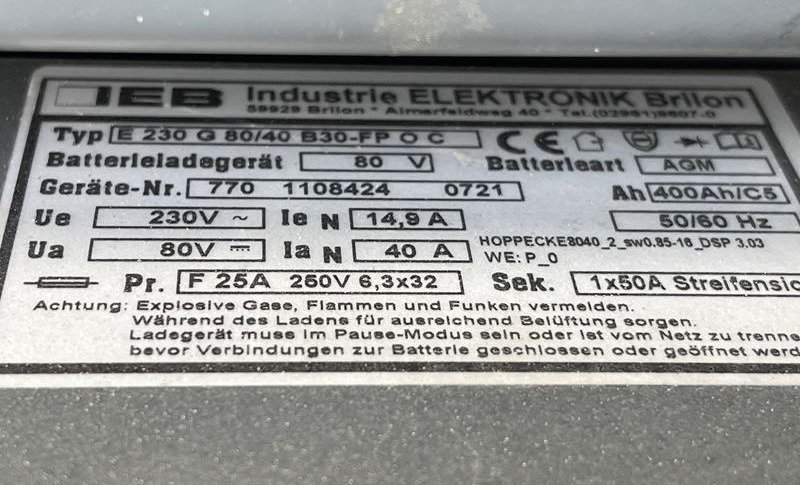 IEB Industrie ELEKTRONIK Brilon
59929 Brilon * Almerfeldweg 40 * Tel.(02961)9607-0
Typ E 230 G 80/40 B30-FP O C CE
Batterieladegerät 80 V Batterieart AGM
Geräte-Nr. 770 1108424 0721 Ah 400Ah/C5
Ue 230V ~ Ie N 14,9 A 50/60 Hz
Ua 80V ⎓ Ia N 40 A HOPPECKE8040_2_sw0.85-16_DSP 3.03
WE: P_0
Pr. F 25A 250V 6,3x32 Sek. 1x50A Streifensic
Achtung: Explosive Gase, Flammen und Funken vermeiden.
Während des Ladens für ausreichend Belüftung sorgen.
Ladegerät muss im Pause-Modus sein oder ist vom Netz zu trenne
bevor Verbindungen zur Batterie geschlossen oder geöffnet werd